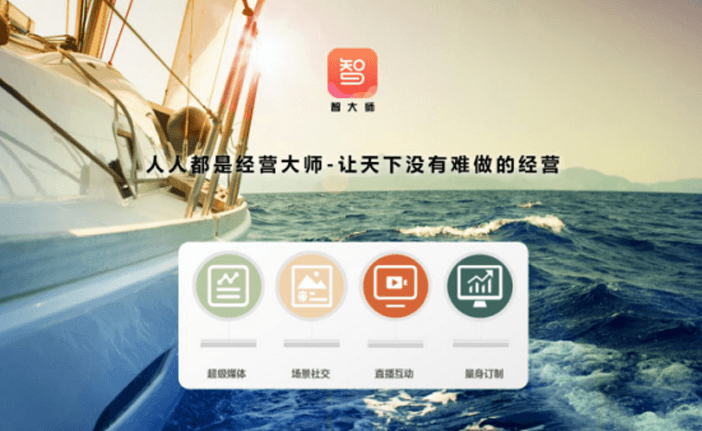 智
智大师
人人都是经营大师-让天下没有难做的经营
超级媒体
场景社交
直播互动
量身订制